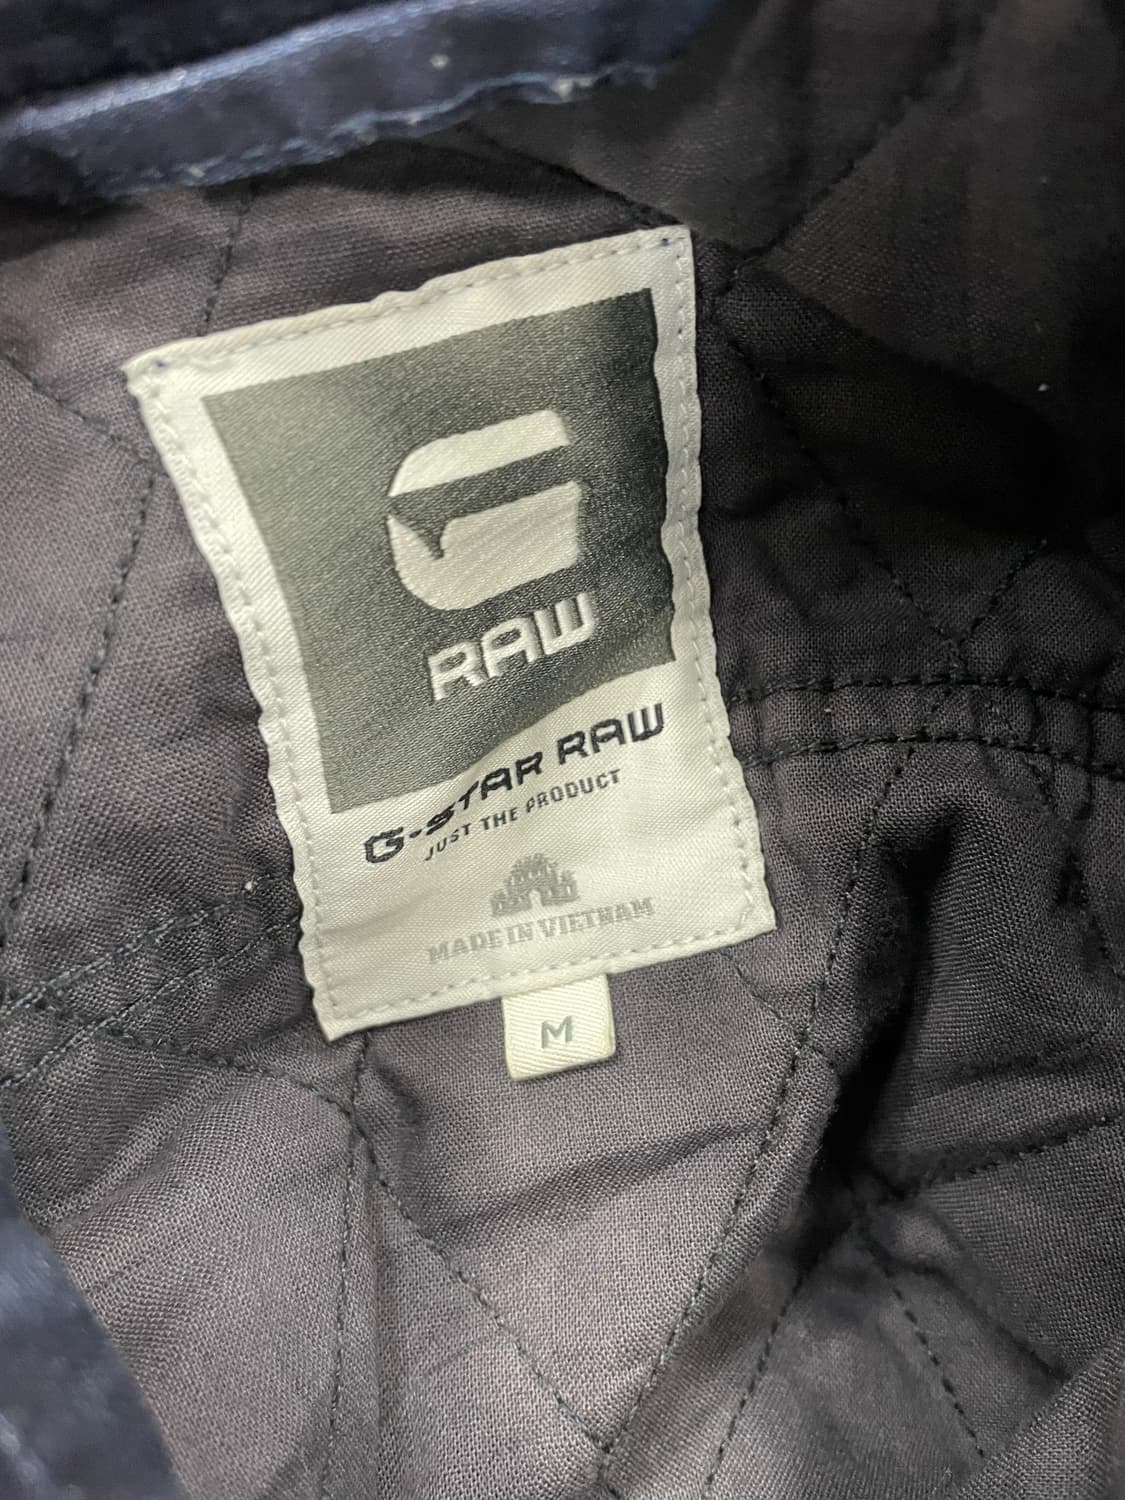 RAW
G-STAR RAW
JUST THE PRODUCT
MADE IN VIETNAM
M